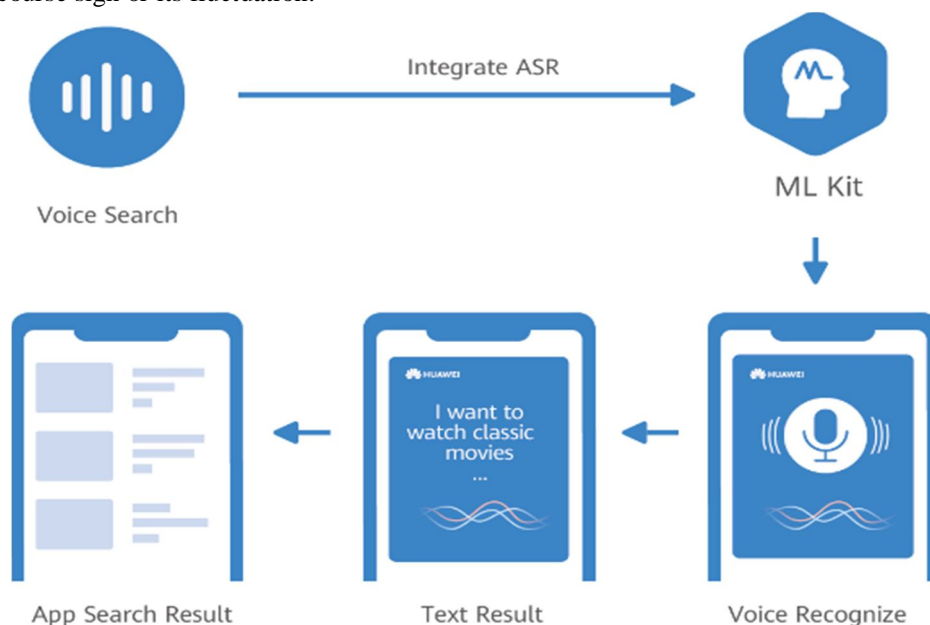 Integrate ASR
ML Kit
Voice Search
HUAWEI
I want to
watch classic
movies
...
HUAWEI
App Search Result
Text Result
Voice Recognize